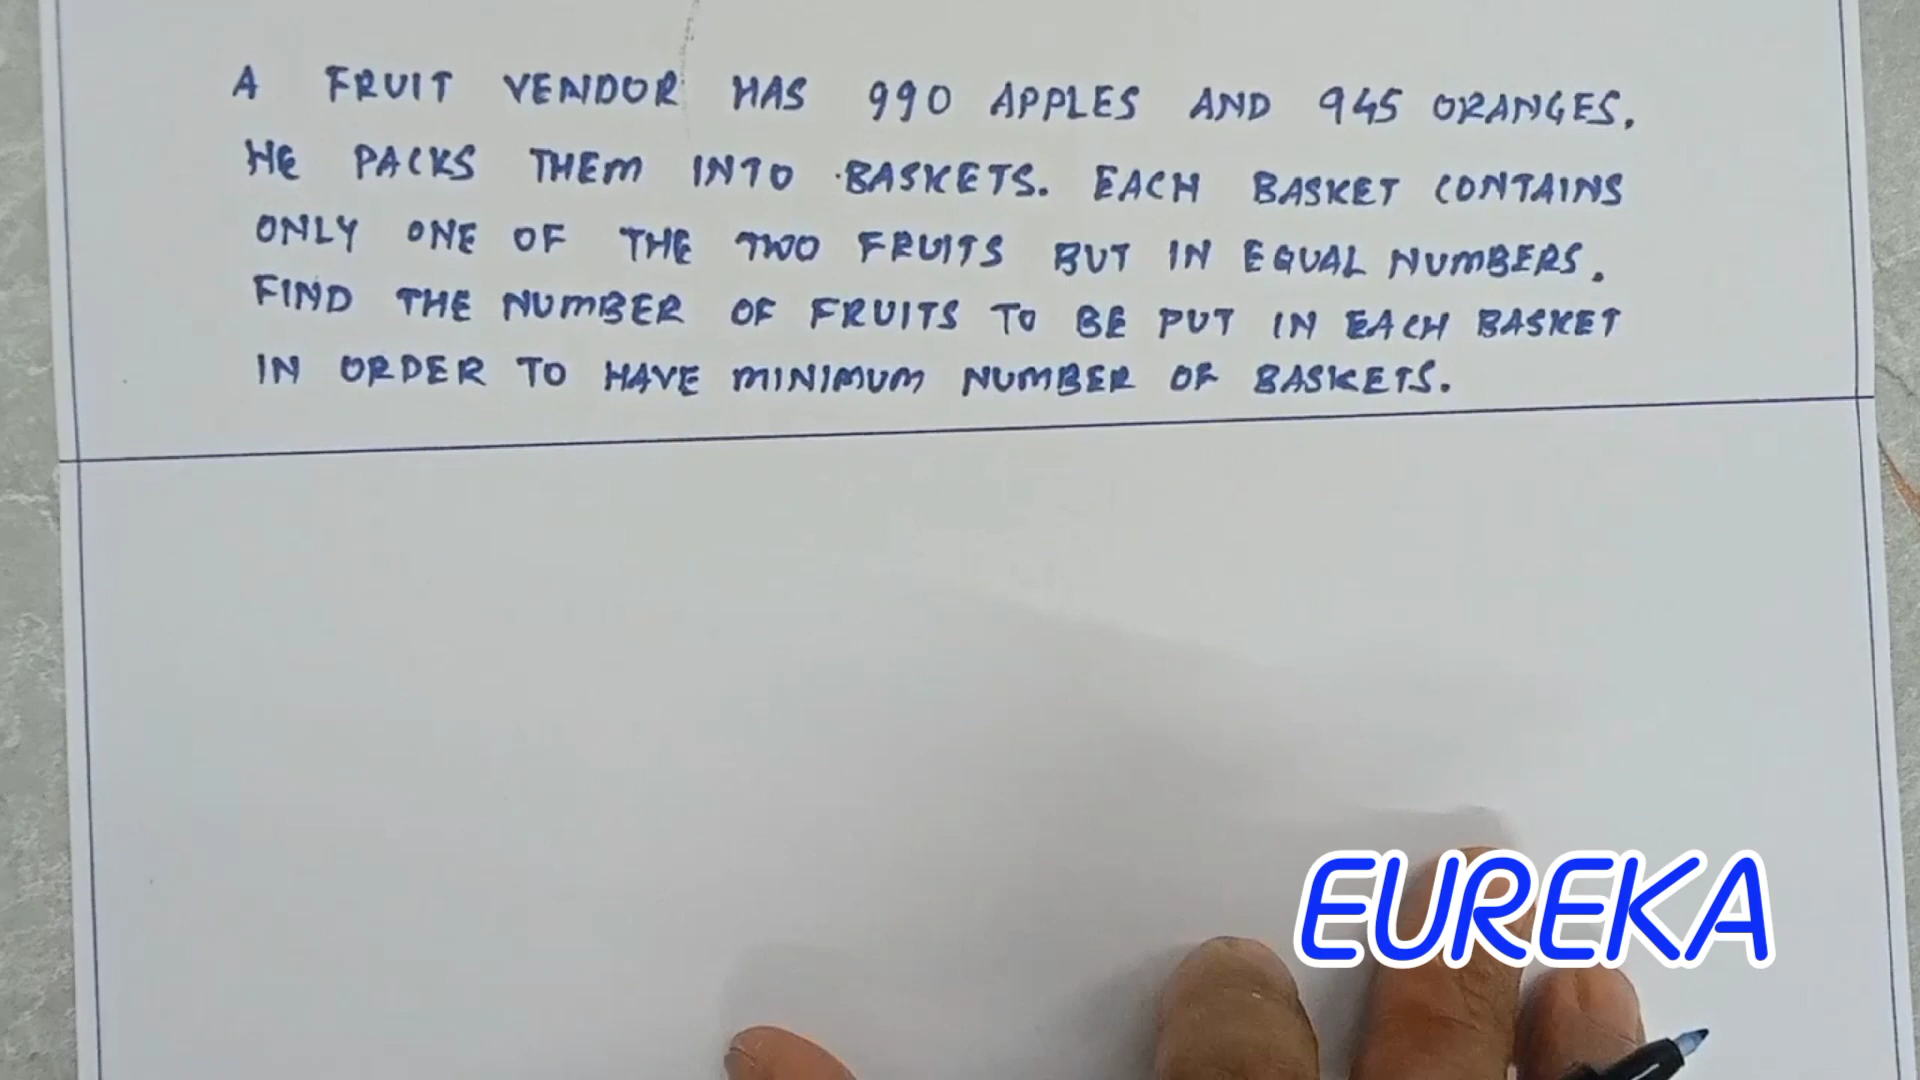 A FRUIT VENDOR HAS 990 APPLES AND 945 ORANGES.
HE PACKS THEM INTO BASKETS. EACH BASKET CONTAINS
ONLY ONE OF THE TWO FRUITS BUT IN EQUAL NUMBERS.
FIND THE NUMBER OF FRUITS TO BE PUT IN EACH BASKET
IN ORDER TO HAVE MINIMUM NUMBER OF BASKETS.
EUREKA